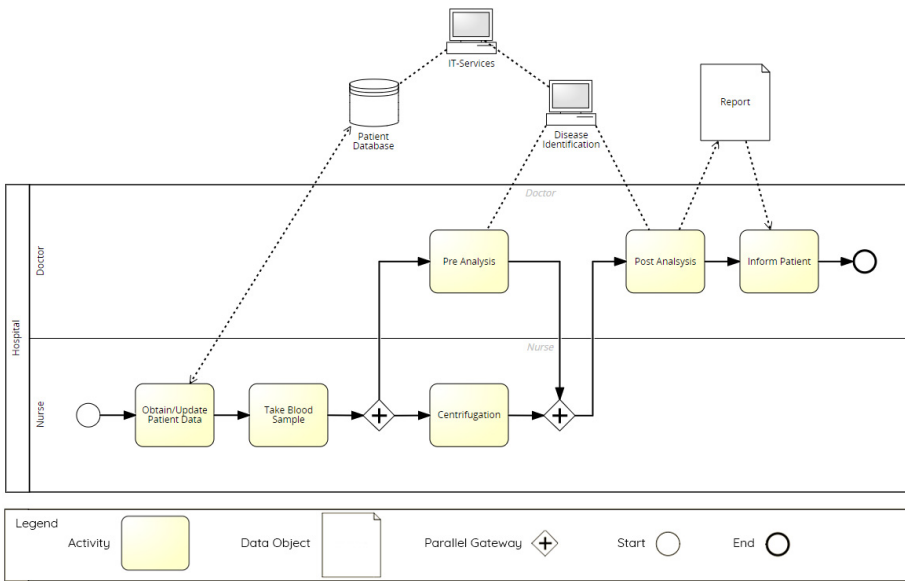 IT-Services
Patient
Database
Disease
Identification
Report
Hospital
Doctor
Doctor
Pre Analysis
Post Analsysis
Inform Patient
Nurse
Nurse
Obtain/Update
Patient Data
Take Blood
Sample
Centrifugation
Legend
Activity
Data Object
Parallel Gateway
Start
End